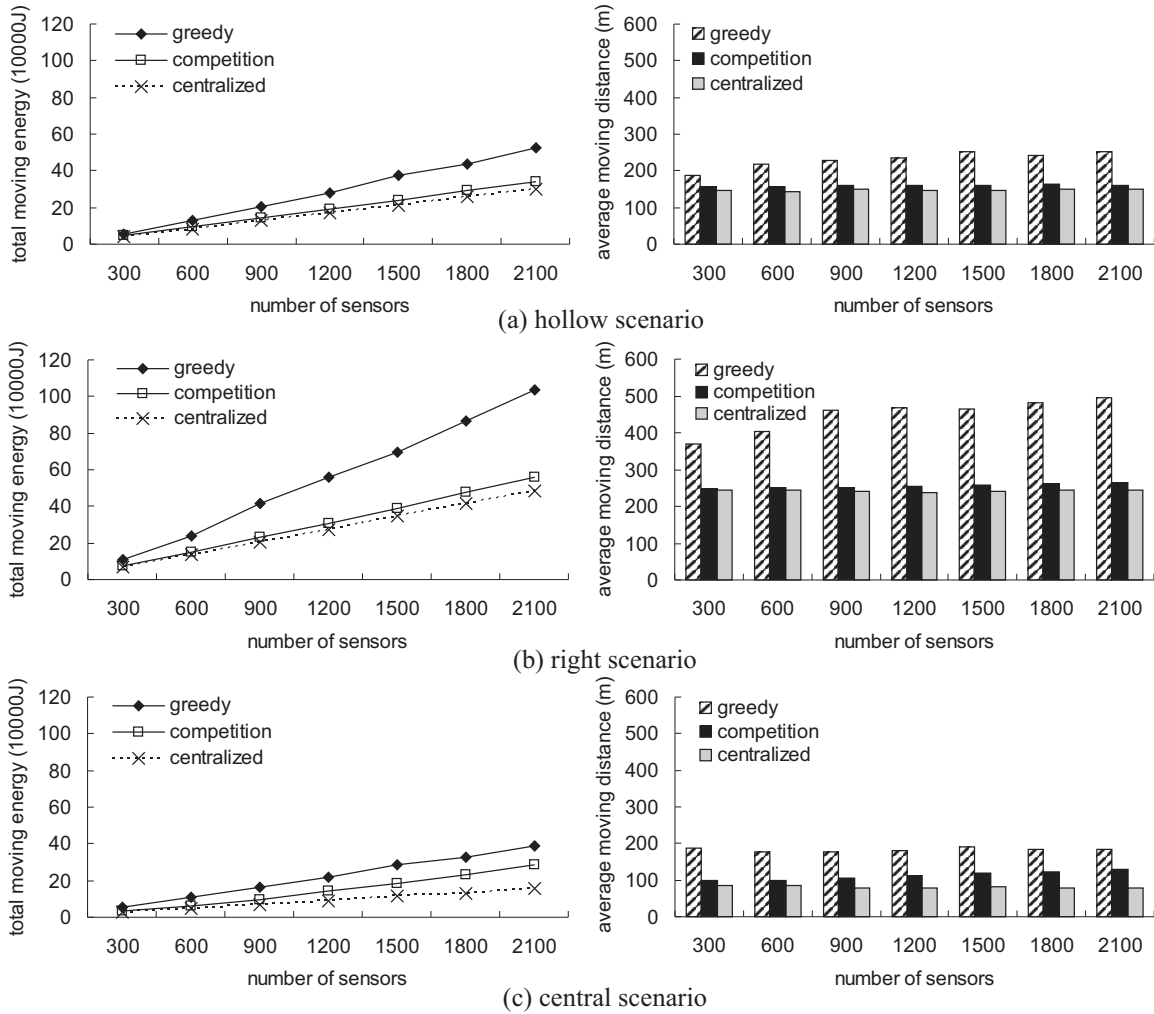 total moving energy (10000J)
120
100
80
60
40
20
0
greedy
competition
centralized
300 600 900 1200 1500 1800 2100
number of sensors
average moving distance (m)
600
500
400
300
200
100
0
greedy
competition
centralized
300 600 900 1200 1500 1800 2100
number of sensors
(a) hollow scenario
total moving energy (10000J)
120
100
80
60
40
20
0
greedy
competition
centralized
300 600 900 1200 1500 1800 2100
number of sensors
average moving distance (m)
600
500
400
300
200
100
0
greedy
competition
centralized
300 600 900 1200 1500 1800 2100
number of sensors
(b) right scenario
total moving energy (10000J)
120
100
80
60
40
20
0
greedy
competition
centralized
300 600 900 1200 1500 1800 2100
number of sensors
average moving distance (m)
600
500
400
300
200
100
0
greedy
competition
centralized
300 600 900 1200 1500 1800 2100
number of sensors
(c) central scenario